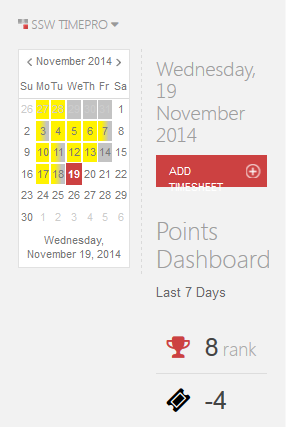 SSW TIMEPRO
November 2014
Su Mo Tu We Th Fr Sa
26 27 28 29 30 31 1
2 3 4 5 6 7 8
9 10 11 12 13 14 15
16 17 18 19 20 21 22
23 24 25 26 27 28 29
30 1 2 3 4 5 6
Wednesday,
November 19, 2014
Wednesday,
19
November
2014
ADD
TIMESHEET
Points
Dashboard
Last 7 Days
8 rank
-4